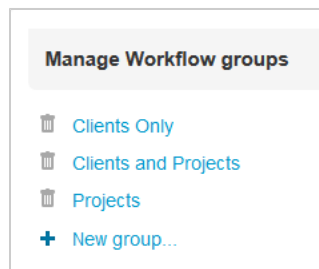 Manage Workflow groups
Clients Only
Clients and Projects
Projects
New group...